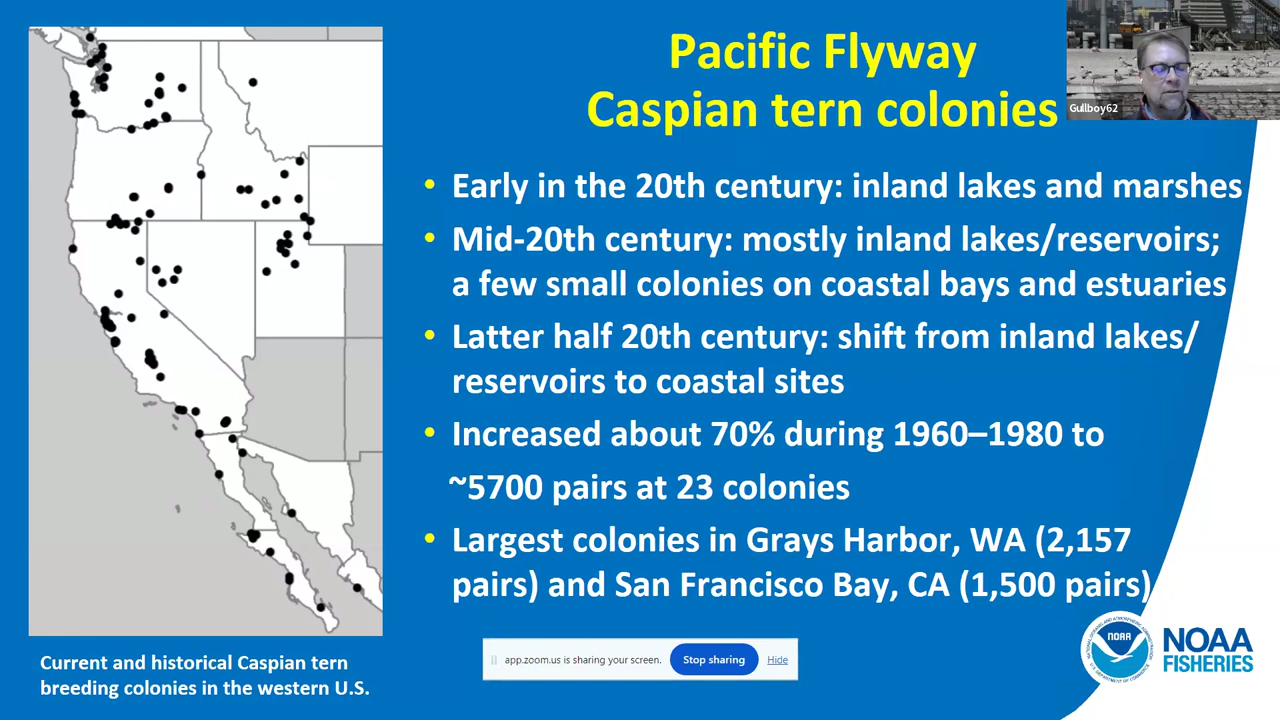 Pacific Flyway
Caspian tern colonies
Gullboy62
• Early in the 20th century: inland lakes and marshes
• Mid-20th century: mostly inland lakes/reservoirs;
a few small colonies on coastal bays and estuaries
• Latter half 20th century: shift from inland lakes/
reservoirs to coastal sites
• Increased about 70% during 1960–1980 to
~5700 pairs at 23 colonies
• Largest colonies in Grays Harbor, WA (2,157
pairs) and San Francisco Bay, CA (1,500 pairs)
Current and historical Caspian tern
breeding colonies in the western U.S.
app.zoom.us is sharing your screen.
Stop sharing
Hide
NOAA
NOAA
FISHERIES